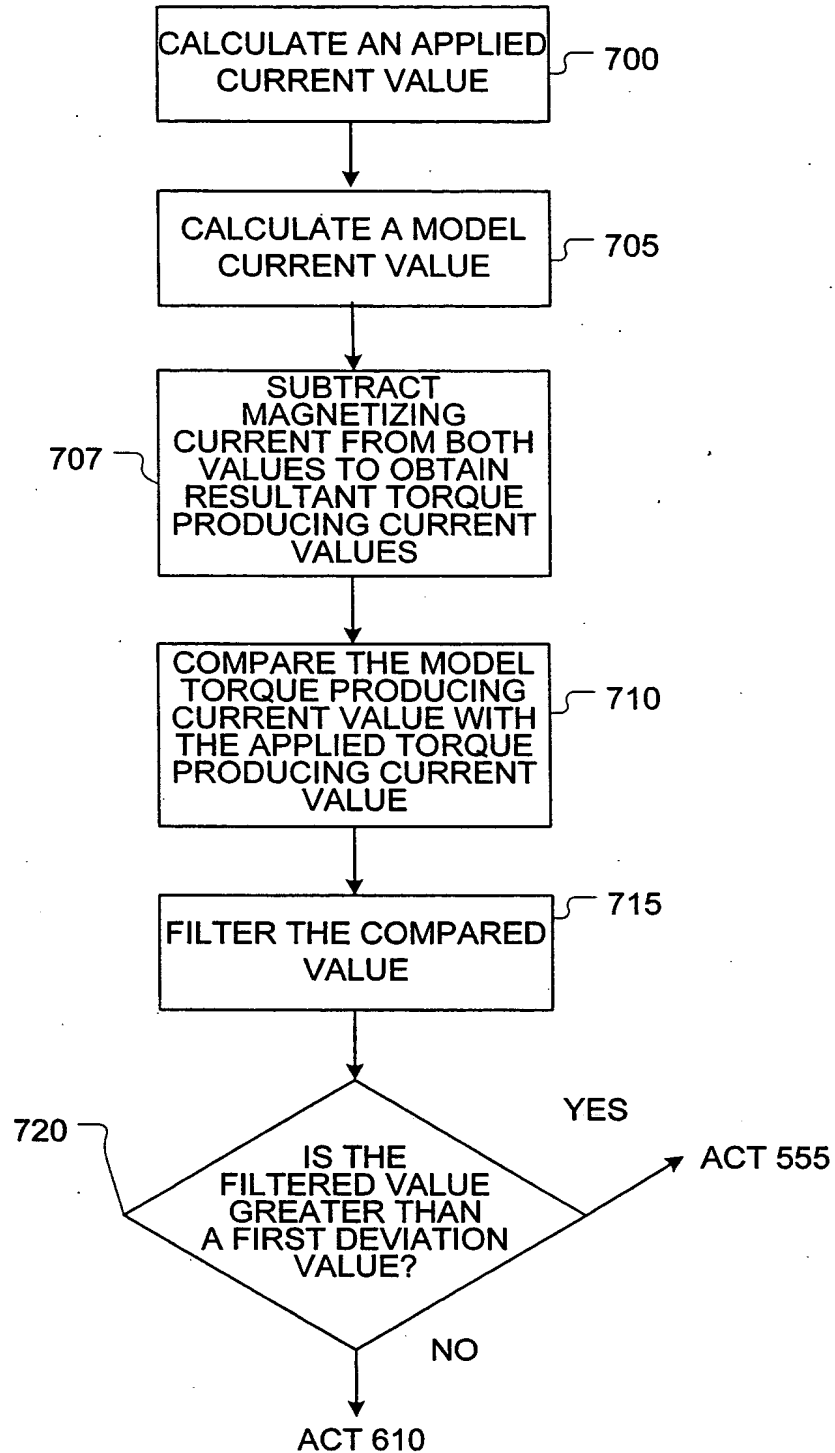 CALCULATE AN APPLIED
CURRENT VALUE
700
CALCULATE A MODEL
CURRENT VALUE
705
SUBTRACT
MAGNETIZING
CURRENT FROM BOTH
VALUES TO OBTAIN
RESULTANT TORQUE
PRODUCING CURRENT
VALUES
707
COMPARE THE MODEL
TORQUE PRODUCING
CURRENT VALUE WITH
THE APPLIED TORQUE
PRODUCING CURRENT
VALUE
710
FILTER THE COMPARED
VALUE
715
720
IS THE
FILTERED VALUE
GREATER THAN
A FIRST DEVIATION
VALUE?
YES
ACT 555
NO
ACT 610